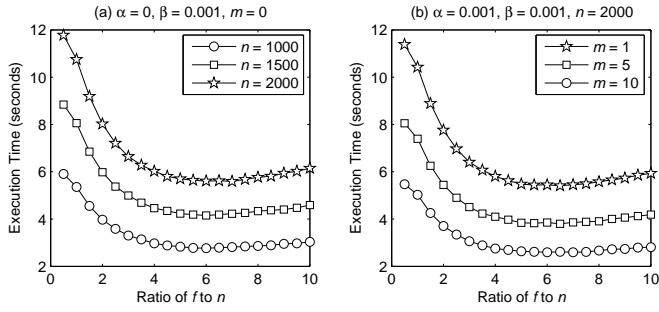 (a) α = 0, β = 0.001, m = 0
Execution Time (seconds)
12
10
8
6
4
2
0 2 4 6 8 10
Ratio of f to n
n = 1000
n = 1500
n = 2000
(b) α = 0.001, β = 0.001, n = 2000
Execution Time (seconds)
12
10
8
6
4
2
0 2 4 6 8 10
Ratio of f to n
m = 1
m = 5
m = 10